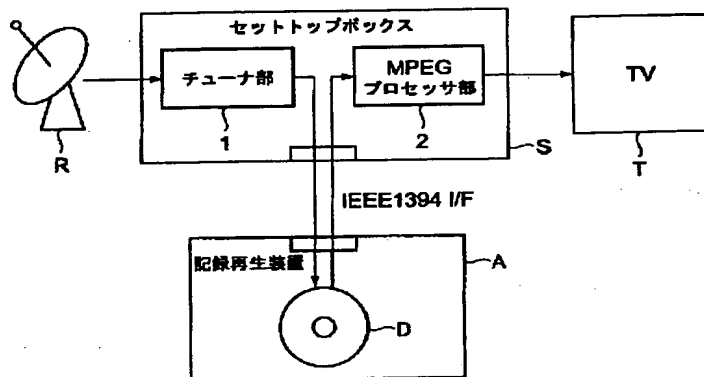 セットトップボックス
チューナ部
MPEG
プロセッサ部
TV
1
2
S
R
T
IEEE1394 I/F
記録再生装置
A
D